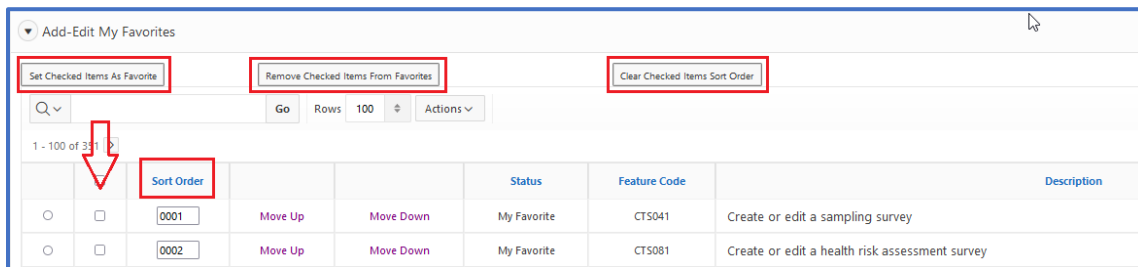 Add-Edit My Favorites
Set Checked Items As Favorite Remove Checked Items From Favorites Clear Checked Items Sort Order
Go Rows 100 Actions
1 - 100 of 351
Sort Order Status Feature Code Description
0001 Move Up Move Down My Favorite CTS041 Create or edit a sampling survey
0002 Move Up Move Down My Favorite CTS081 Create or edit a health risk assessment survey